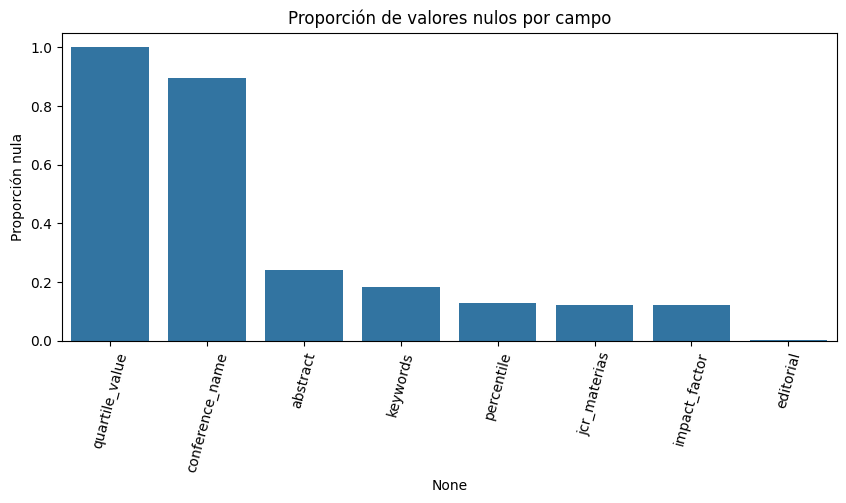 Proporción de valores nulos por campo
Proporción nula
1.0
0.8
0.6
0.4
0.2
0.0
quartile_value
conference_name
abstract
keywords
percentile
jcr_materias
impact_factor
editorial
None